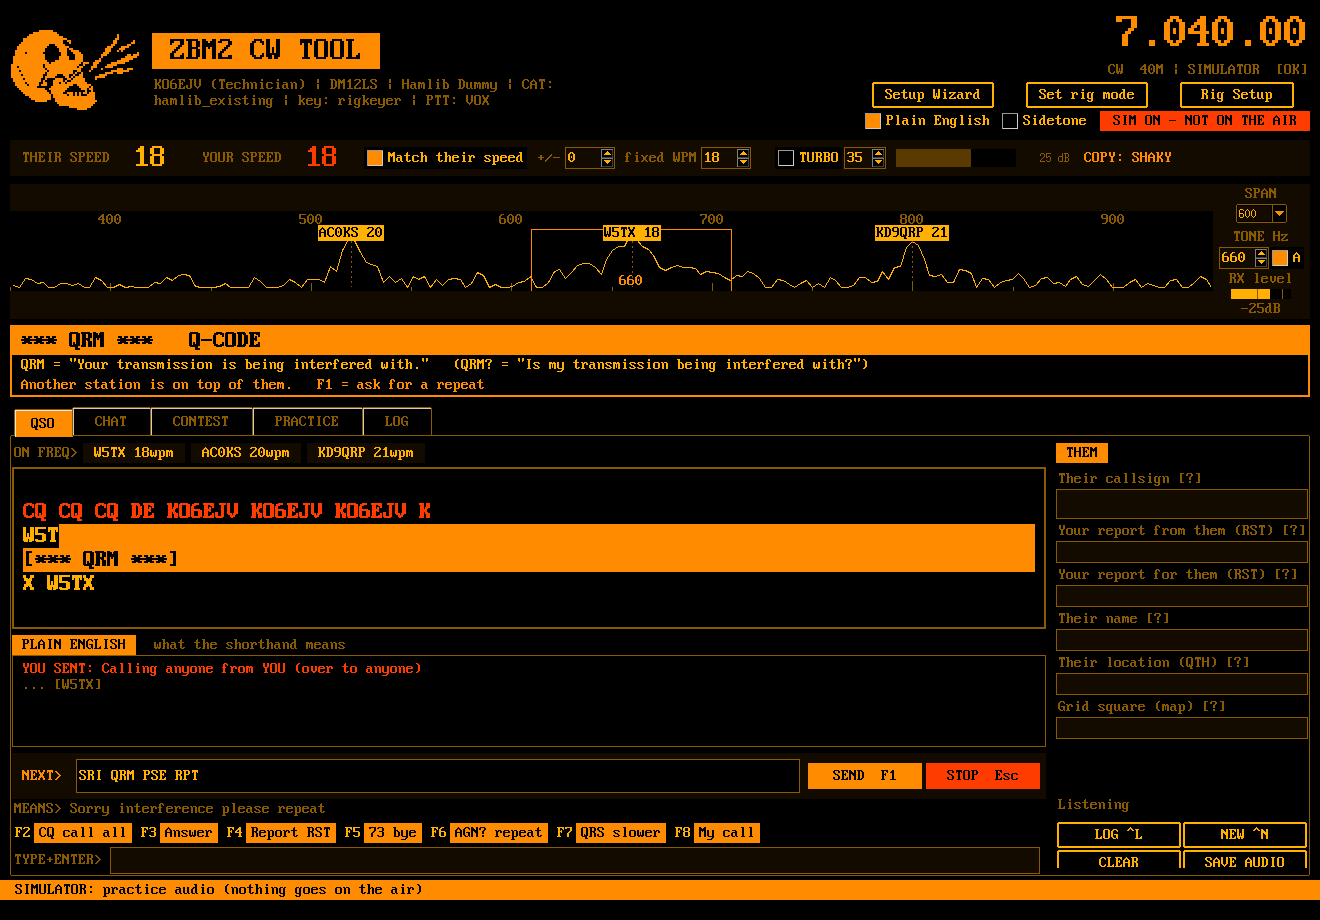 ZBMZ CW TOOL
7.040.00
CW 40M | SIMULATOR [OK]
KO6EJV (Technician) | DM12LS | Hamlib Dummy | CAT:
hamlib_existing | key: rigkeyer | PTT: VOX
Setup Wizard Set rig mode Rig Setup
Plain English Sidetone SIM ON - NOT ON THE AIR
THEIR SPEED 18 YOUR SPEED 18 Match their speed +/- 0 fixed WPM 18 TURBO 35 25 dB COPY: SHAKY
SPAN
400 500 600 700 800 900
600
AC0KS 20 W5TX 18 KD9QRP 21
TONE Hz
660 A
660
RX level
-25dB
*** QRM *** Q-CODE
QRM = "Your transmission is being interfered with." (QRM? = "Is my transmission being interfered with?")
Another station is on top of them. F1 = ask for a repeat
QSO CHAT CONTEST PRACTICE LOG
ON FREQ> W5TX 18wpm AC0KS 20wpm KD9QRP 21wpm
CQ CQ CQ DE KO6EJV KO6EJV KO6EJV K
W5T
[*** QRM ***]
X W5TX
PLAIN ENGLISH what the shorthand means
YOU SENT: Calling anyone from YOU (over to anyone)
... [W5TX]
NEXT> SRI QRM PSE RPT SEND F1 STOP Esc
MEANS> Sorry interference please repeat
F2 CQ call all F3 Answer F4 Report RST F5 73 bye F6 AGN? repeat F7 QRS slower F8 My call
TYPE+ENTER>
THEM
Their callsign [?]
Your report from them (RST) [?]
Your report for them (RST) [?]
Their name [?]
Their location (QTH) [?]
Grid square (map) [?]
Listening
LOG ^L NEW ^N
CLEAR SAVE AUDIO
SIMULATOR: practice audio (nothing goes on the air)